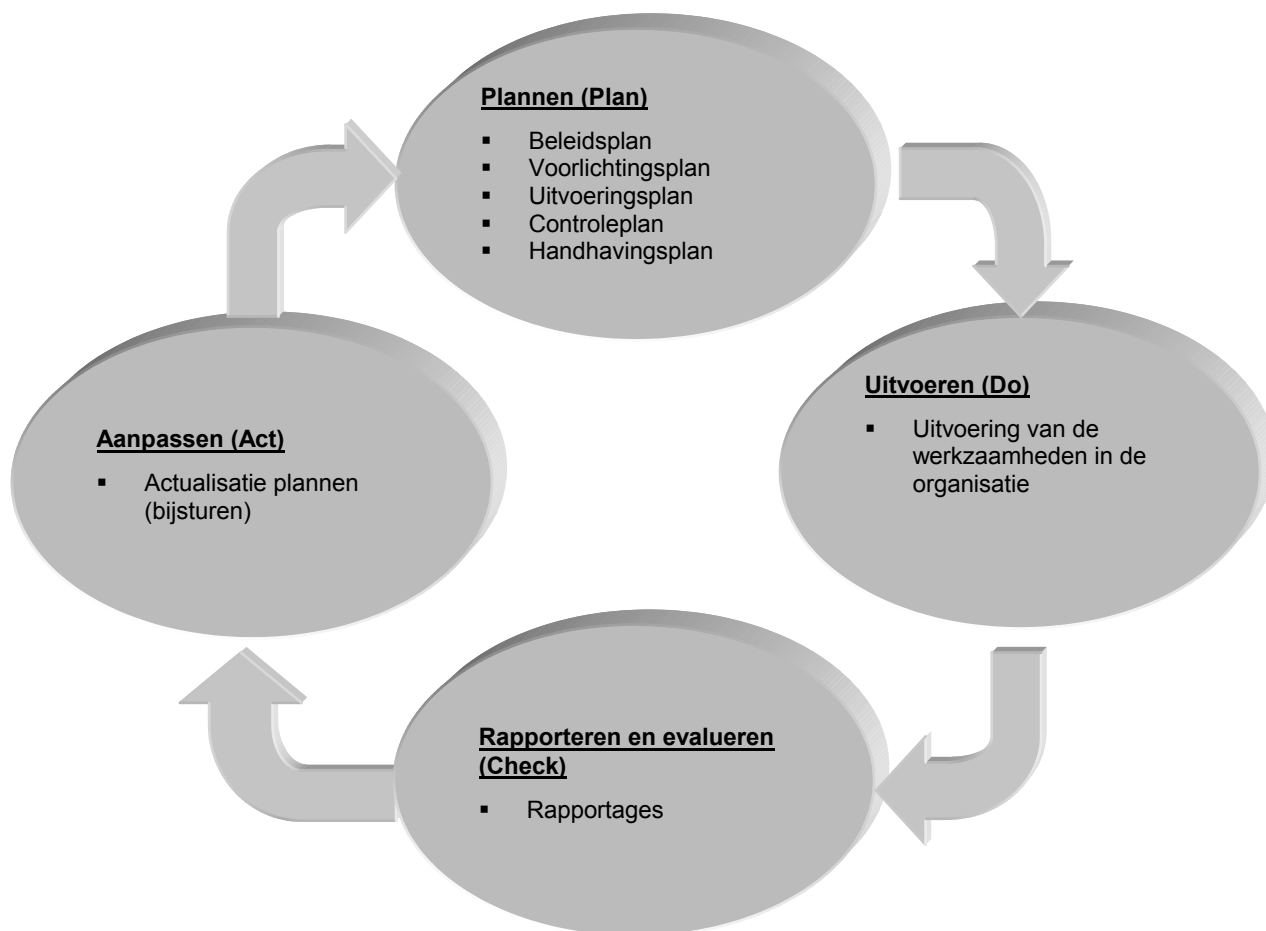 Plannen (Plan)
▪ Beleidsplan
▪ Voorlichtingsplan
▪ Uitvoeringsplan
▪ Controleplan
▪ Handhavingsplan
Uitvoeren (Do)
▪ Uitvoering van de
werkzaamheden in de
organisatie
Rapporteren en evalueren
(Check)
▪ Rapportages
Aanpassen (Act)
▪ Actualisatie plannen
(bijsturen)